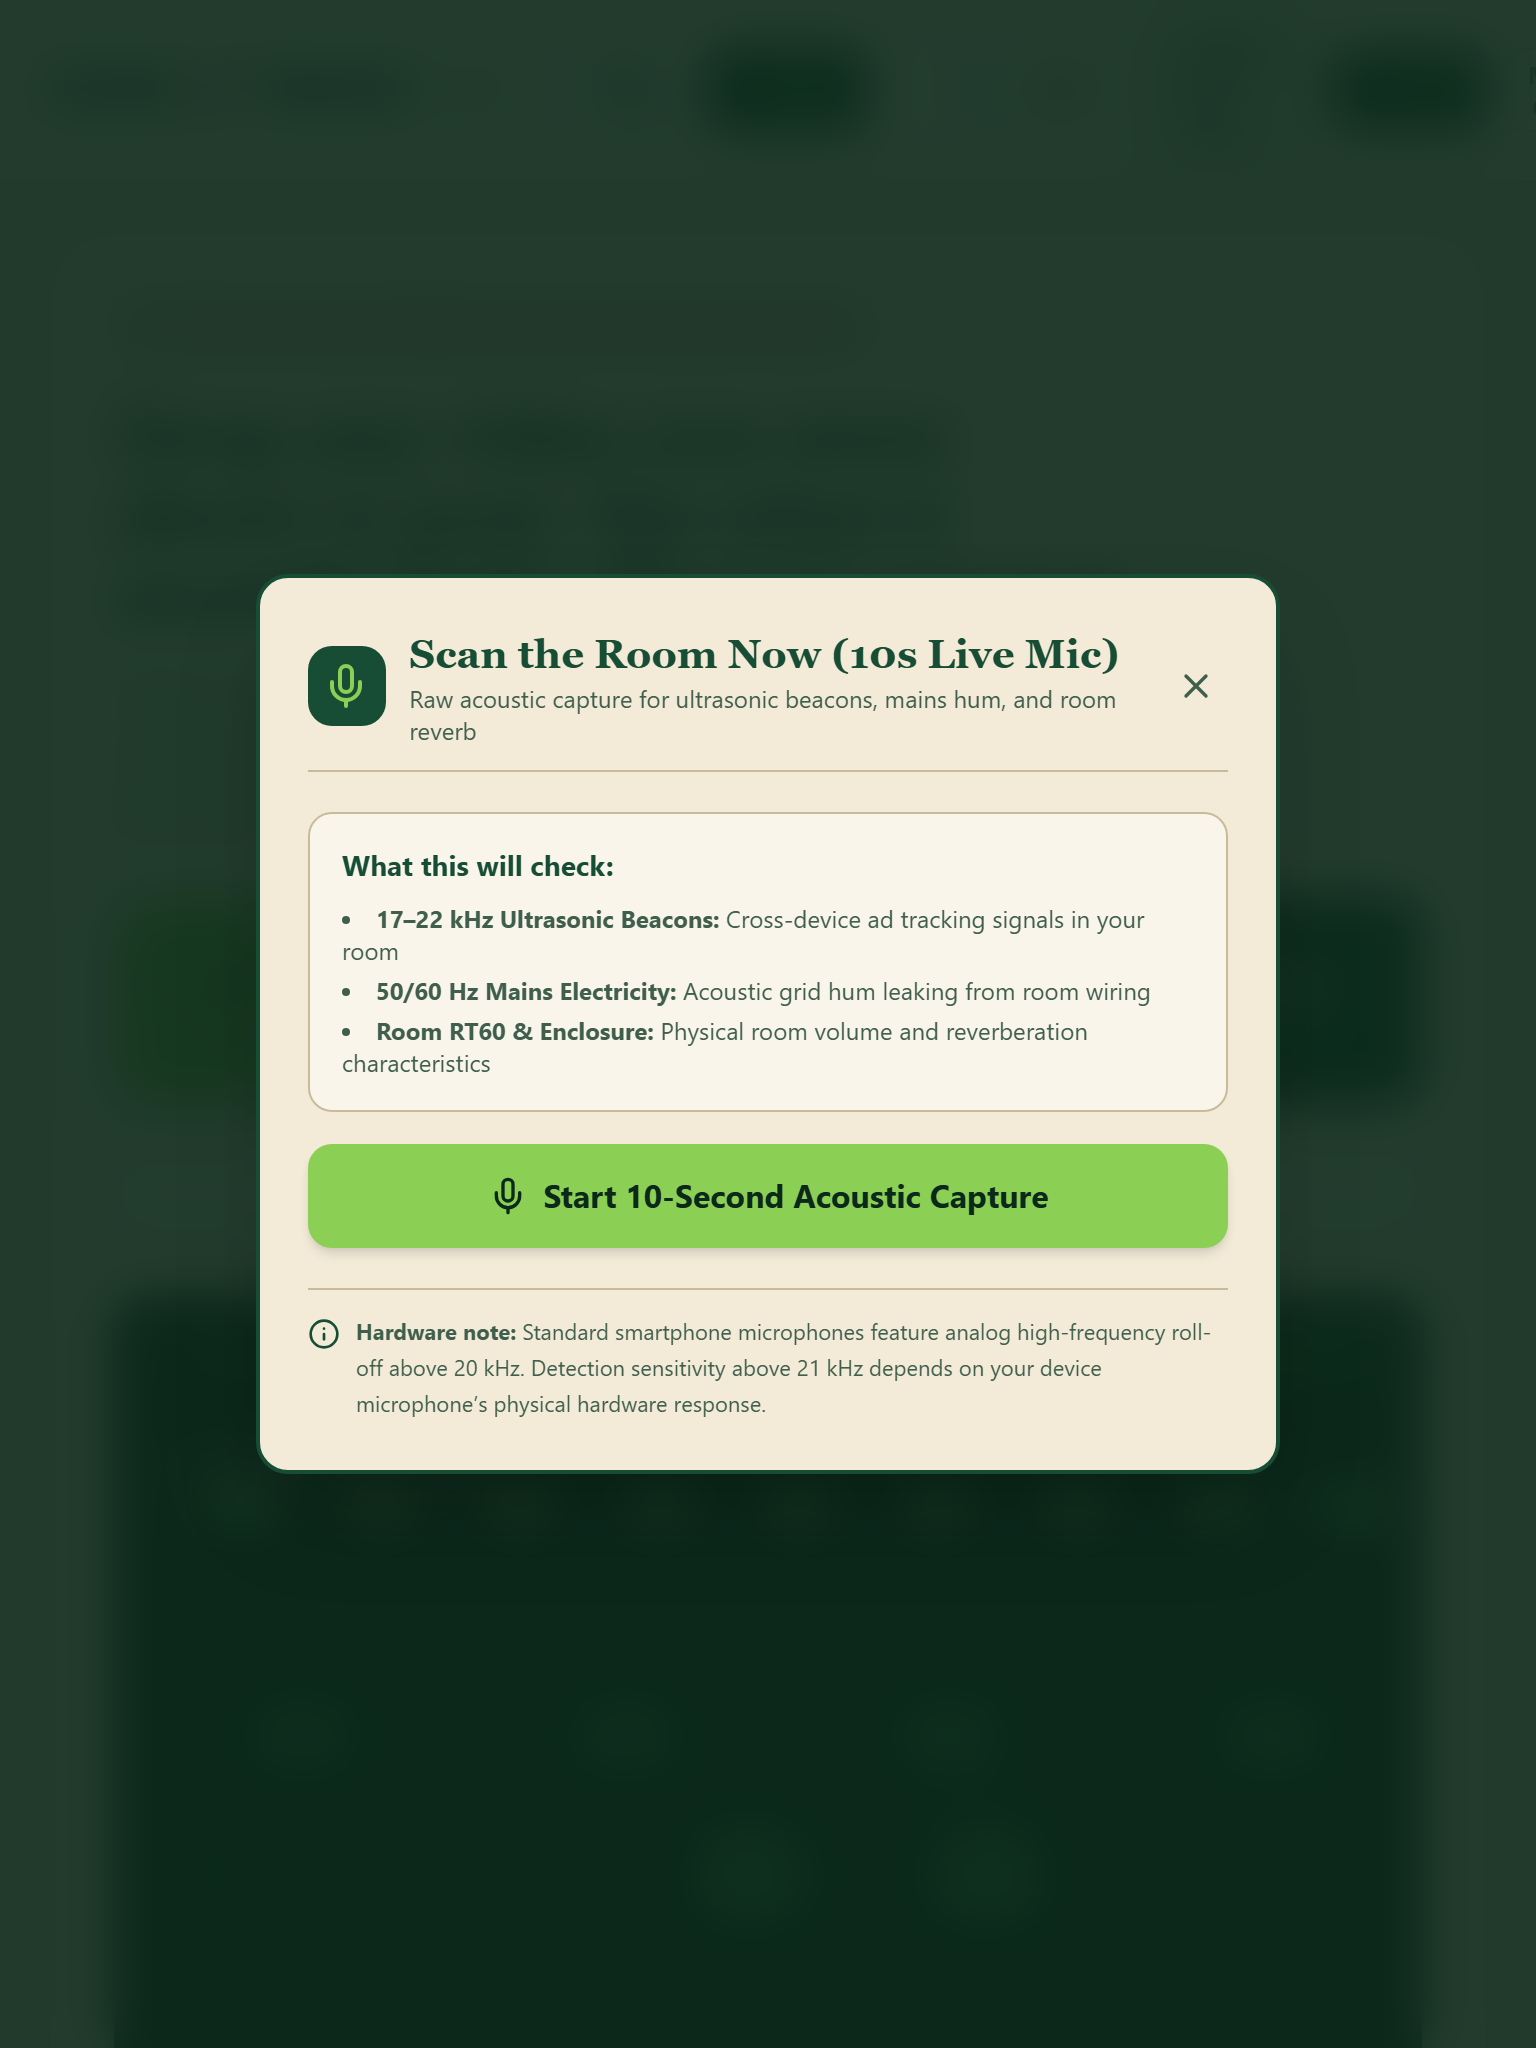 Scan the Room Now (10s Live Mic)
Raw acoustic capture for ultrasonic beacons, mains hum, and room
reverb
What this will check:
• 17–22 kHz Ultrasonic Beacons: Cross-device ad tracking signals in your
room
• 50/60 Hz Mains Electricity: Acoustic grid hum leaking from room wiring
• Room RT60 & Enclosure: Physical room volume and reverberation
characteristics
Start 10-Second Acoustic Capture
Hardware note: Standard smartphone microphones feature analog high-frequency roll-
off above 20 kHz. Detection sensitivity above 21 kHz depends on your device
microphone’s physical hardware response.